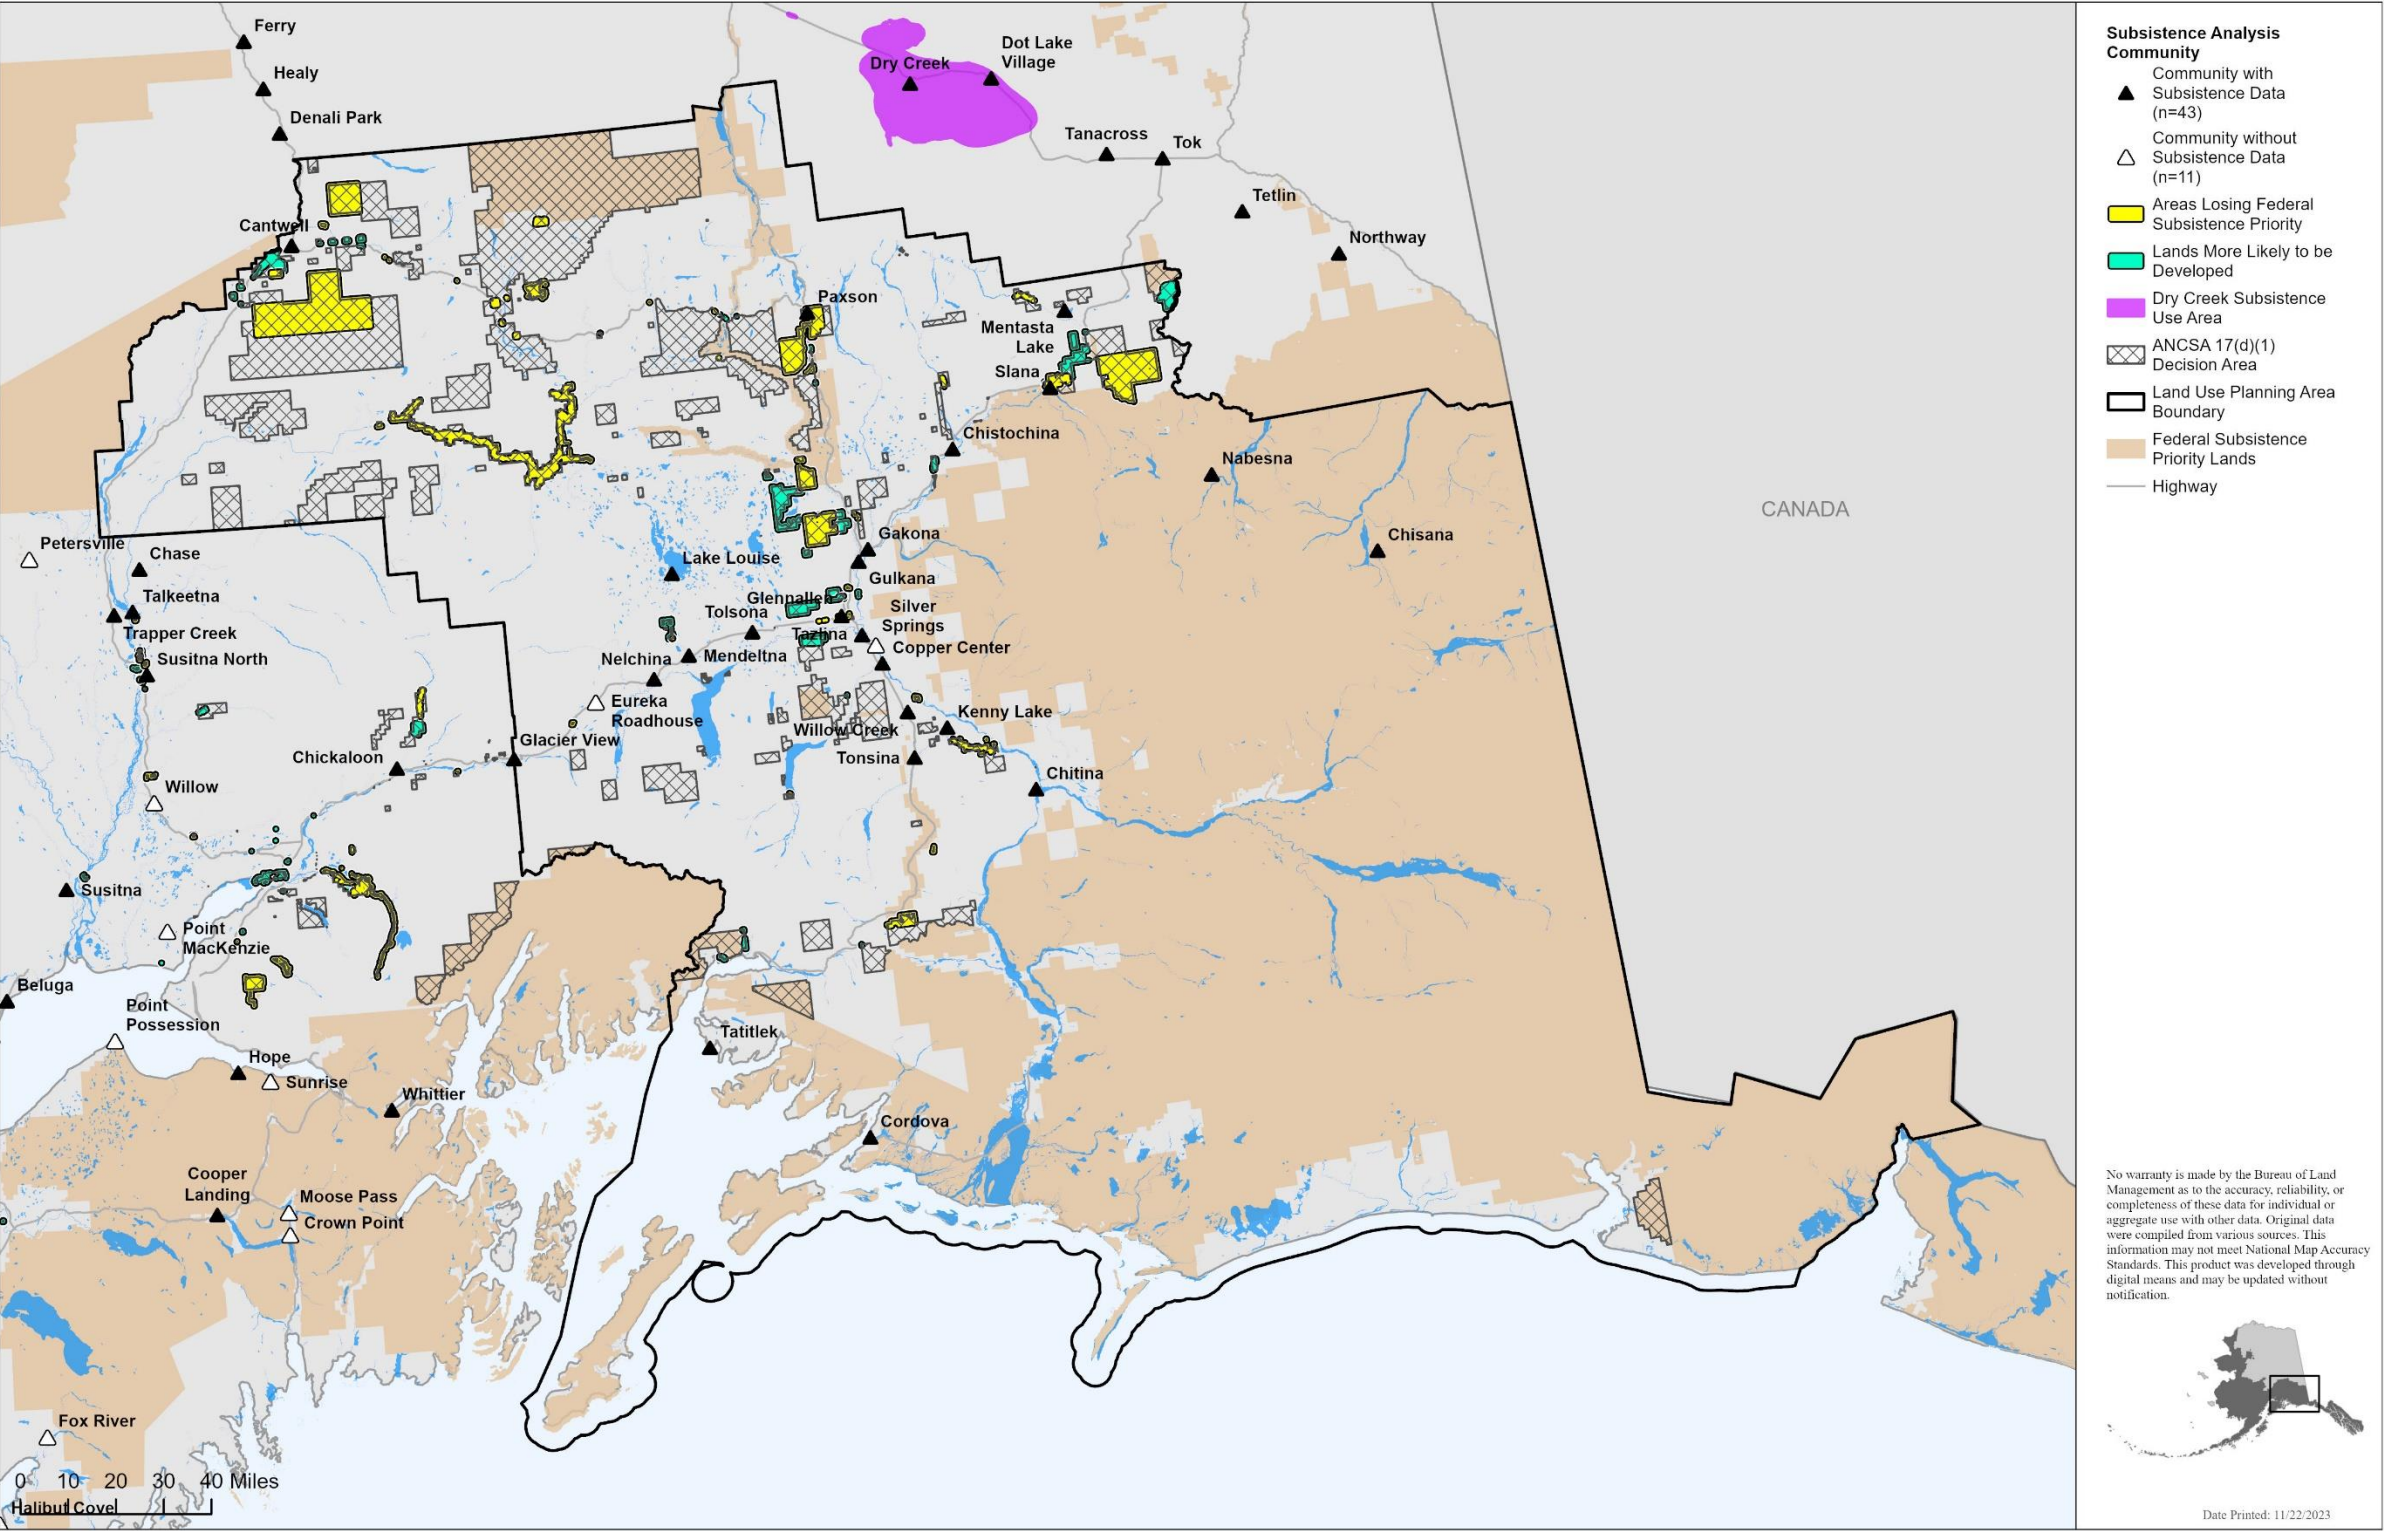 Ferry
Healy
Denali Park
Dry Creek
Dot Lake
Village
Tanacross
Tok
Tetlin
Northway
Cantwell
Paxson
Mentasta
Lake
Slana
Chistochina
Nabesna
Chisana
CANADA
Petersville
Chase
Talkeetna
Trapper Creek
Susitna North
Lake Louise
Gakona
Gulkana
Glennallen
Tolsona
Silver
Springs
Tazlina
Copper Center
Nelchina
Mendeltna
Eureka
Roadhouse
Willow Creek
Kenny Lake
Glacier View
Tonsina
Chickaloon
Chitina
Willow
Susitna
Point
MacKenzie
Beluga
Point
Possession
Hope
Sunrise
Whittier
Tatitlek
Cordova
Cooper
Landing
Moose Pass
Crown Point
Fox River
0 10 20 30 40 Miles
Halibut Cove
Subsistence Analysis
Community
Community with
Subsistence Data
(n=43)
Community without
Subsistence Data
(n=11)
Areas Losing Federal
Subsistence Priority
Lands More Likely to be
Developed
Dry Creek Subsistence
Use Area
ANCSA 17(d)(1)
Decision Area
Land Use Planning Area
Boundary
Federal Subsistence
Priority Lands
Highway
No warranty is made by the Bureau of Land
Management as to the accuracy, reliability, or
completeness of these data for individual or
aggregate use with other data. Original data
were compiled from various sources. This
information may not meet National Map Accuracy
Standards. This product was developed through
digital means and may be updated without
notification.
Date Printed: 11/22/2023